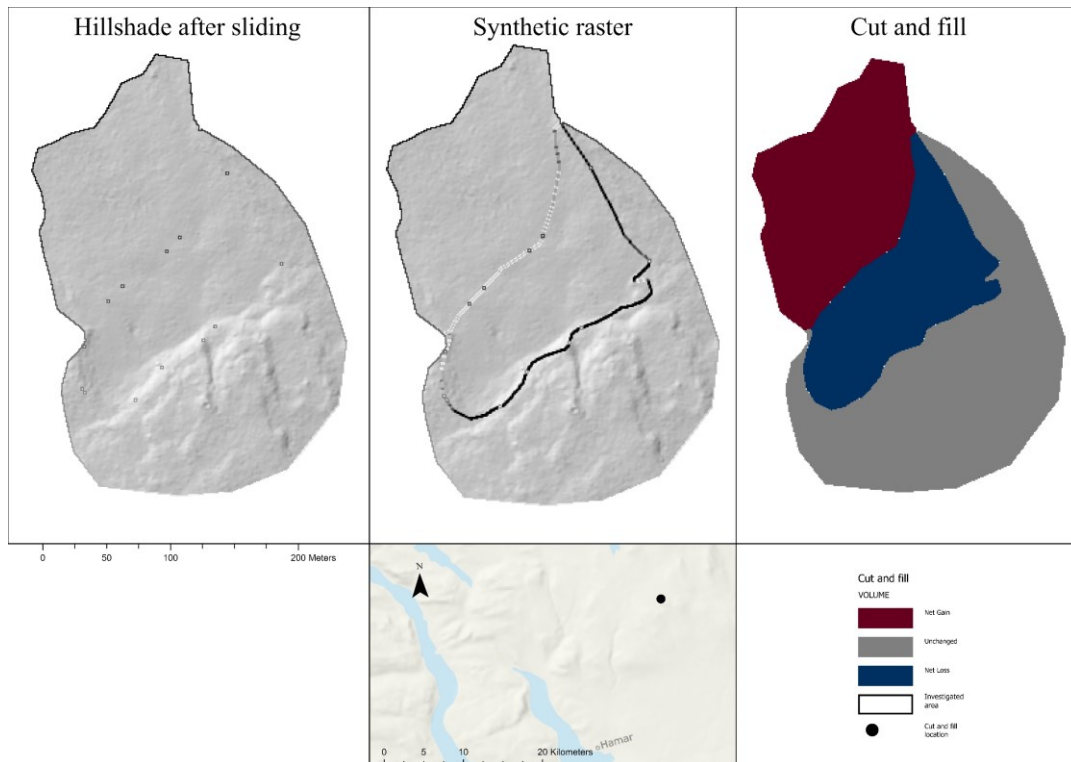 Hillshade after sliding
Synthetic raster
Cut and fill
0 50 100 200 Meters
N
Hamar
0 5 10 20 Kilometers
Cut and fill
VOLUME
Net Gain
Unchanged
Net Loss
Investigated
area
Cut and fill
location